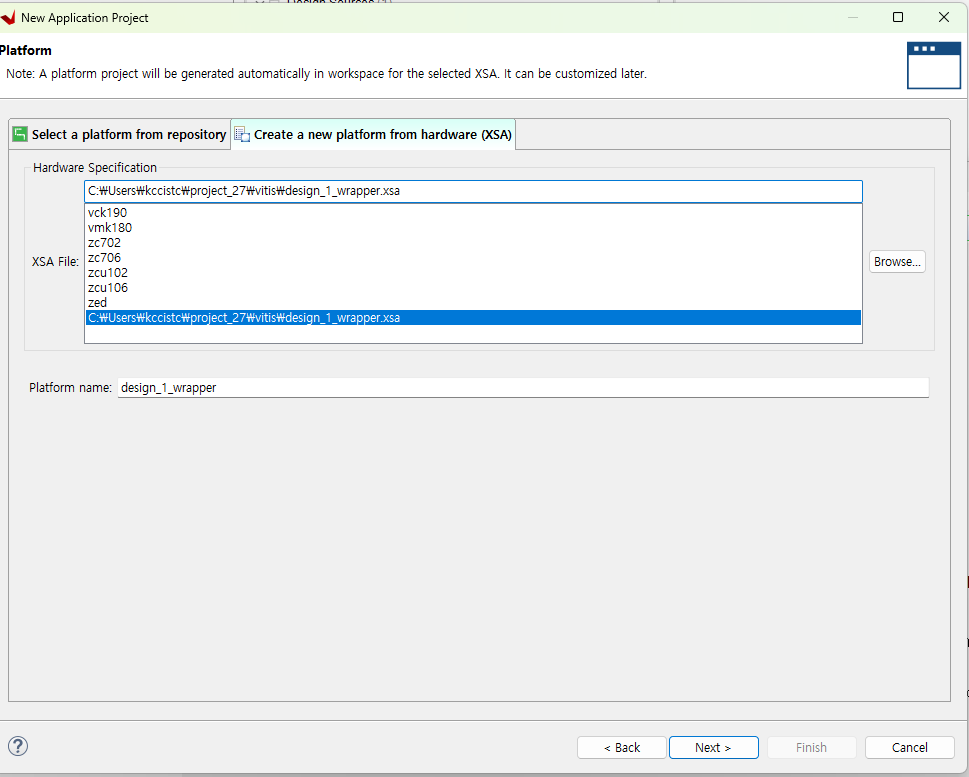 Design Sources (1)
New Application Project
Platform
Note: A platform project will be generated automatically in workspace for the selected XSA. It can be customized later.
Select a platform from repository
Create a new platform from hardware (XSA)
Hardware Specification
C:₩Users₩kccistc₩project_27₩vitis₩design_1_wrapper.xsa
vck190
vmk180
zc702
zc706
XSA File:
Browse...
zcu102
zcu106
zed
C:₩Users₩kccistc₩project_27₩vitis₩design_1_wrapper.xsa
Platform name: design_1_wrapper
?
< Back
Next >
Finish
Cancel